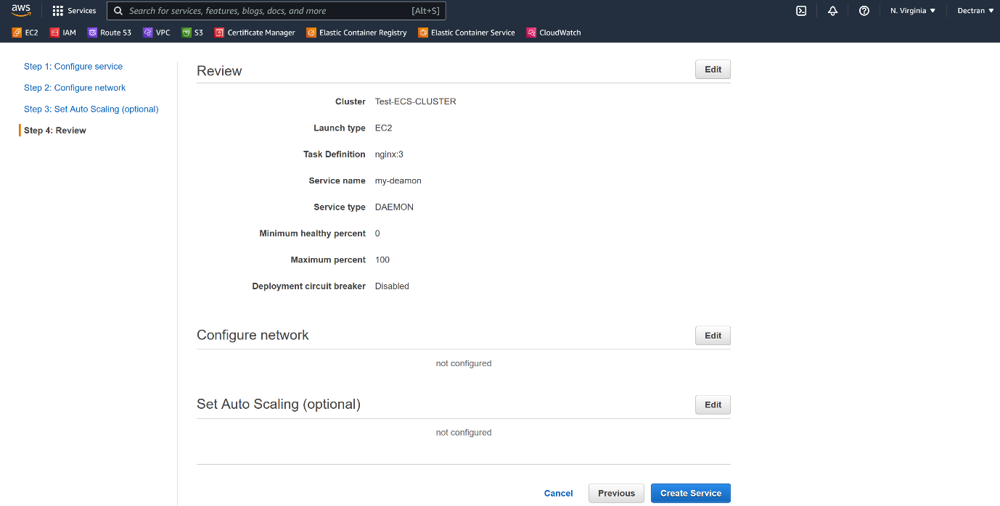 aws Services Search for services, features, blogs, docs, and more [Alt+S] N. Virginia Dectran
EC2 IAM Route 53 VPC S3 Certificate Manager Elastic Container Registry Elastic Container Service CloudWatch
Step 1: Configure service
Step 2: Configure network
Step 3: Set Auto Scaling (optional)
Step 4: Review
Review Edit
Cluster Test-ECS-CLUSTER
Launch type EC2
Task Definition nginx:3
Service name my-deamon
Service type DAEMON
Minimum healthy percent 0
Maximum percent 100
Deployment circuit breaker Disabled
Configure network Edit
not configured
Set Auto Scaling (optional) Edit
not configured
Cancel Previous Create Service